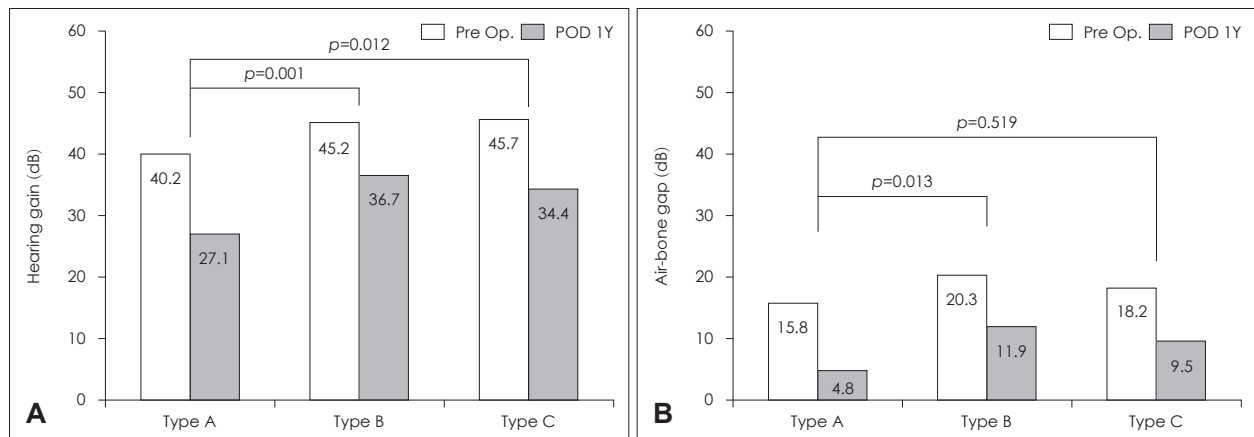 Pre Op. POD 1Y
Hearing gain (dB)
60
50
40
30
20
10
0
p=0.012
p=0.001
40.2
27.1
45.2
36.7
45.7
34.4
Type A Type B Type C
A
Pre Op. POD 1Y
Air-bone gap (dB)
60
50
40
30
20
10
0
p=0.519
p=0.013
15.8
4.8
20.3
11.9
18.2
9.5
Type A Type B Type C
B